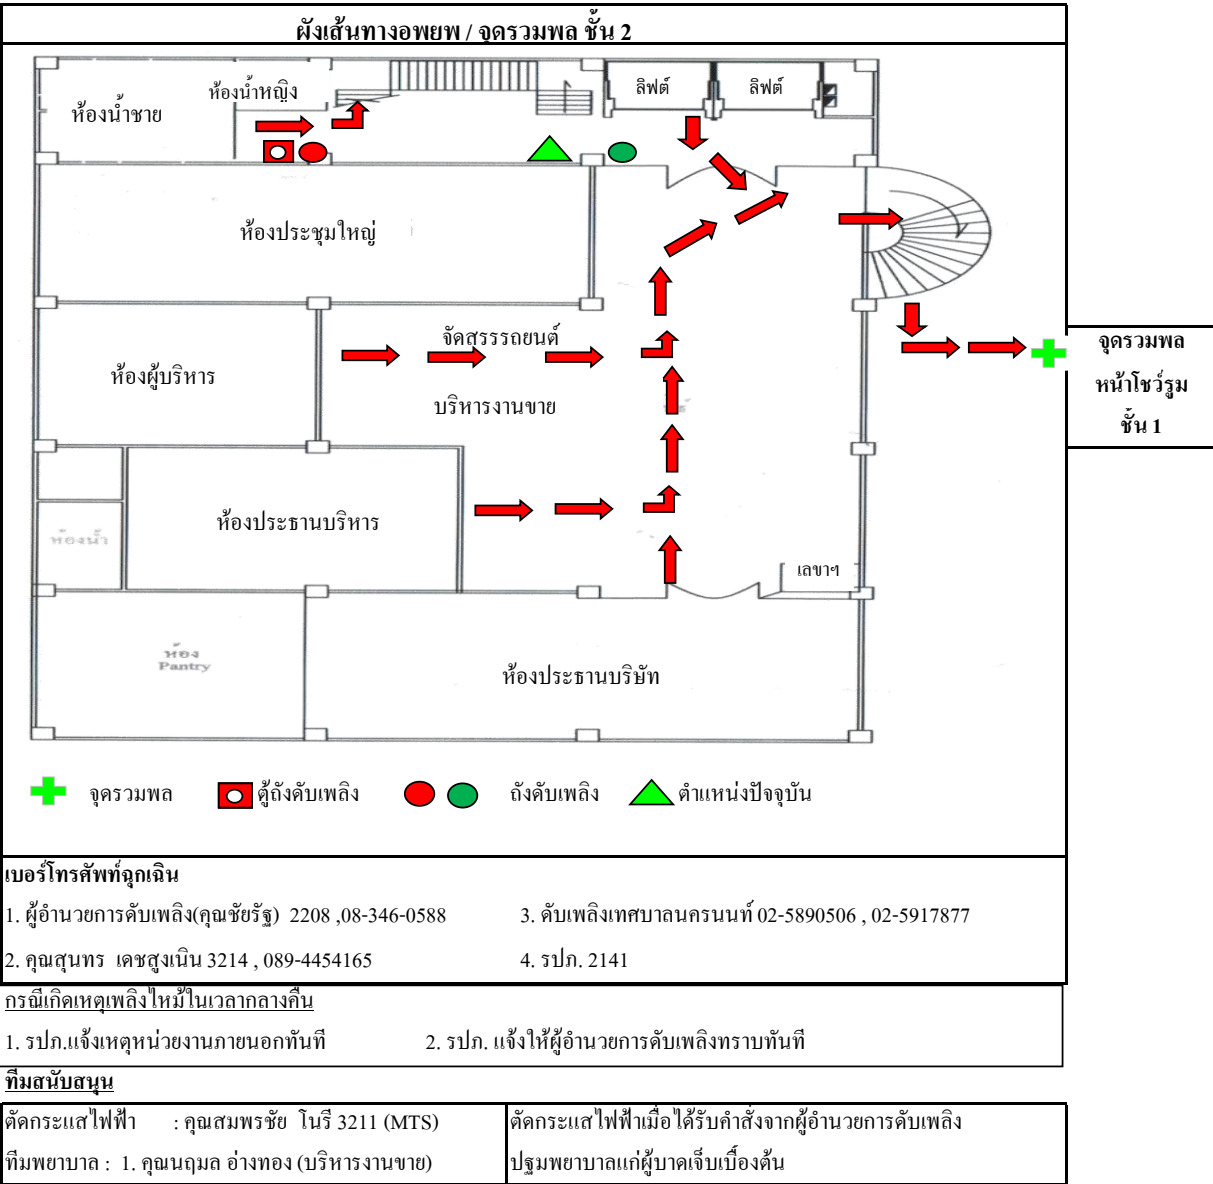 ผังเส้นทางอพยพ / จุดรวมพล ชั้น 2
ห้องน้ำชาย
ห้องน้ำหญิง
ลิฟต์
ลิฟต์
ห้องประชุมใหญ่
จัดสรรรถยนต์
ห้องผู้บริหาร
บริหารงานขาย
จุดรวมพล
หน้าโชว์รูม
ชั้น 1
ห้องประธานบริหาร
ห้องน้ำ
เลขาฯ
ห้อง
Pantry
ห้องประธานบริษัท
จุดรวมพล
ตู้ถังดับเพลิง
ถังดับเพลิง
ตำแหน่งปัจจุบัน
เบอร์โทรศัพท์ฉุกเฉิน
1. ผู้อำนวยการดับเพลิง(คุณชัยรัฐ) 2208 ,08-346-0588
3. ดับเพลิงเทศบาลนครนนท์ 02-5890506 , 02-5917877
2. คุณสุนทร เดชสูงเนิน 3214 , 089-4454165
4. รปภ. 2141
กรณีเกิดเหตุเพลิงไหม้ในเวลากลางคืน
1. รปภ.แจ้งเหตุหน่วยงานภายนอกทันที
2. รปภ. แจ้งให้ผู้อำนวยการดับเพลิงทราบทันที
ทีมสนับสนุน
ตัดกระแสไฟฟ้า : คุณสมพรชัย โนรี 3211 (MTS)
ตัดกระแสไฟฟ้าเมื่อได้รับคำสั่งจากผู้อำนวยการดับเพลิง
ทีมพยาบาล : 1. คุณนฤมล อ่างทอง (บริหารงานขาย)
ปฐมพยาบาลแก่ผู้บาดเจ็บเบื้องต้น